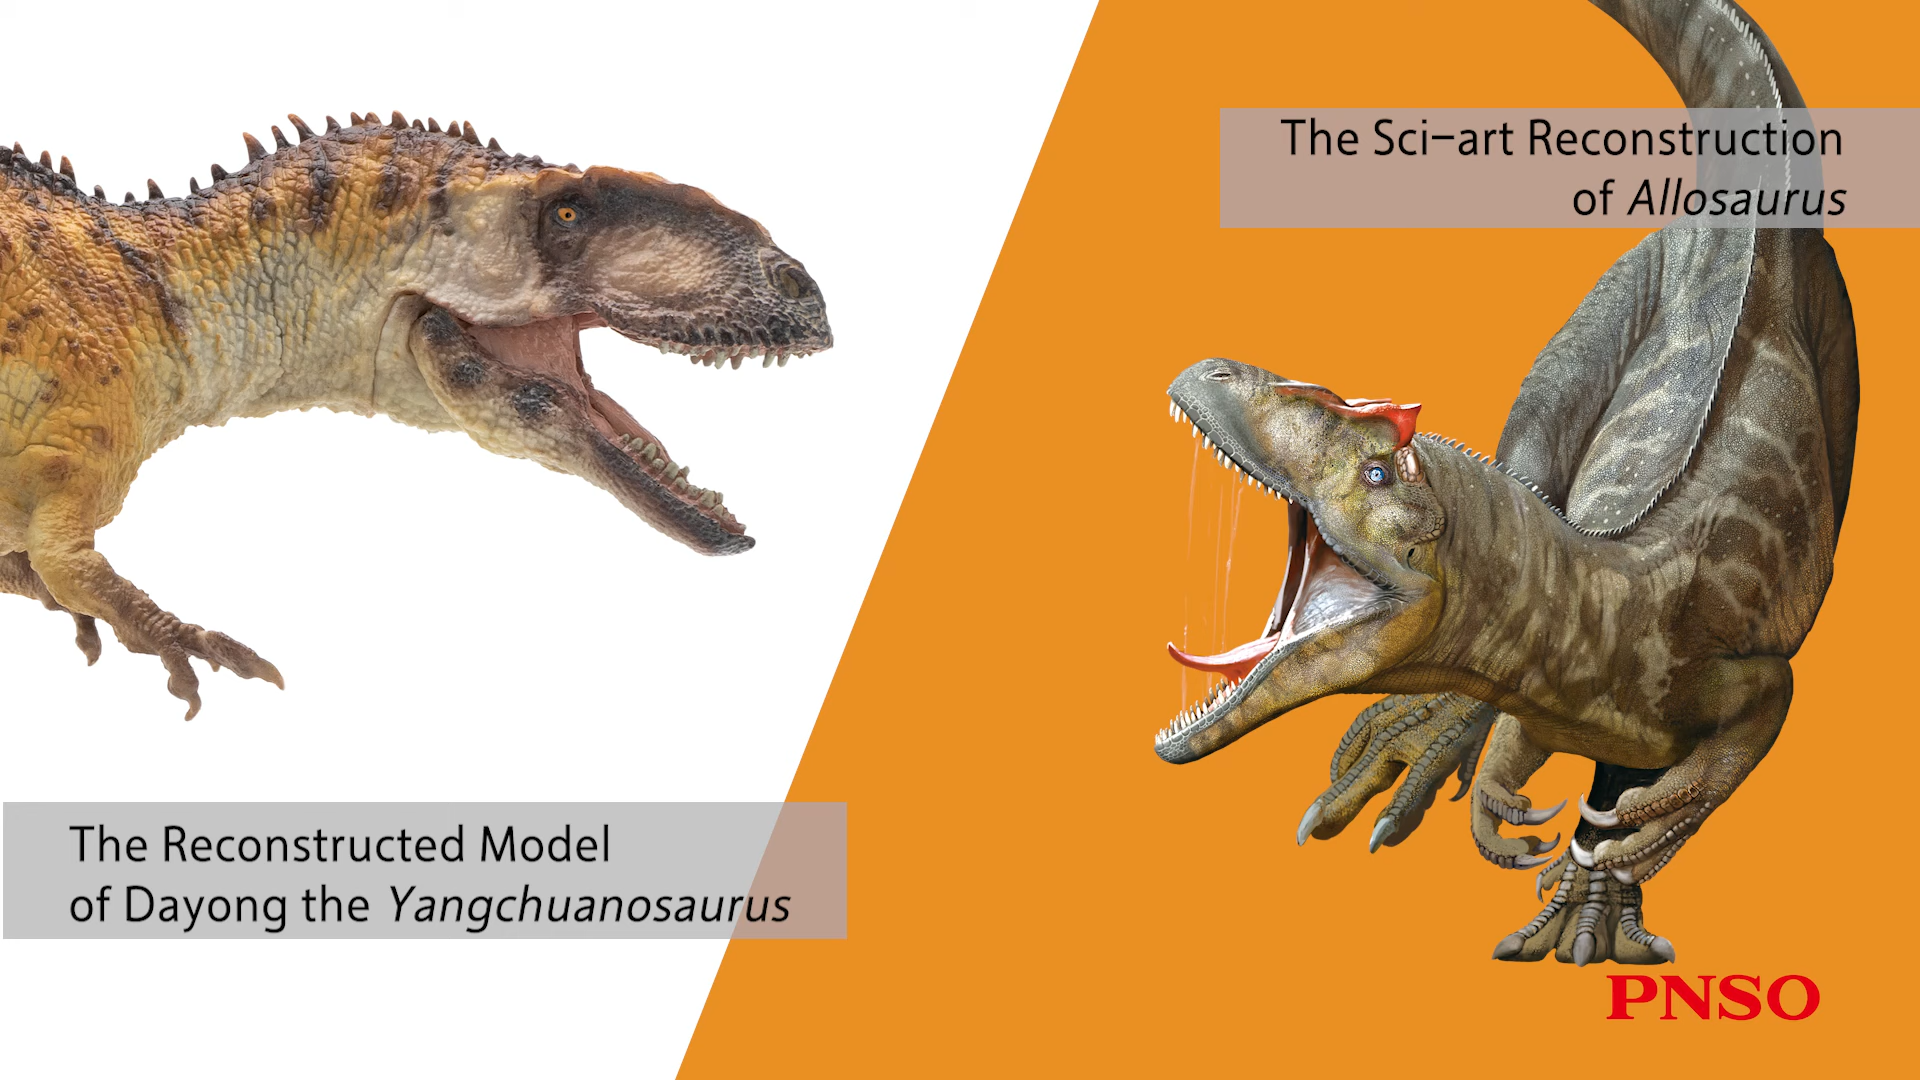 The Sci-art Reconstruction
of Allosaurus
The Reconstructed Model
of Dayong the Yangchuanosaurus
PNSO